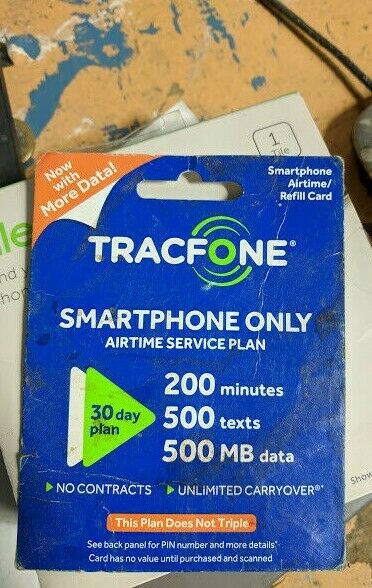 Now
with
More Data!
Smartphone
Airtime/
Refill Card
1
Tile
TRACFONE®
SMARTPHONE ONLY
AIRTIME SERVICE PLAN
30 day
plan
200 minutes
500 texts
500 MB data
NO CONTRACTS UNLIMITED CARRYOVER®*
This Plan Does Not Triple
See back panel for PIN number and more details*
Card has no value until purchased and scanned